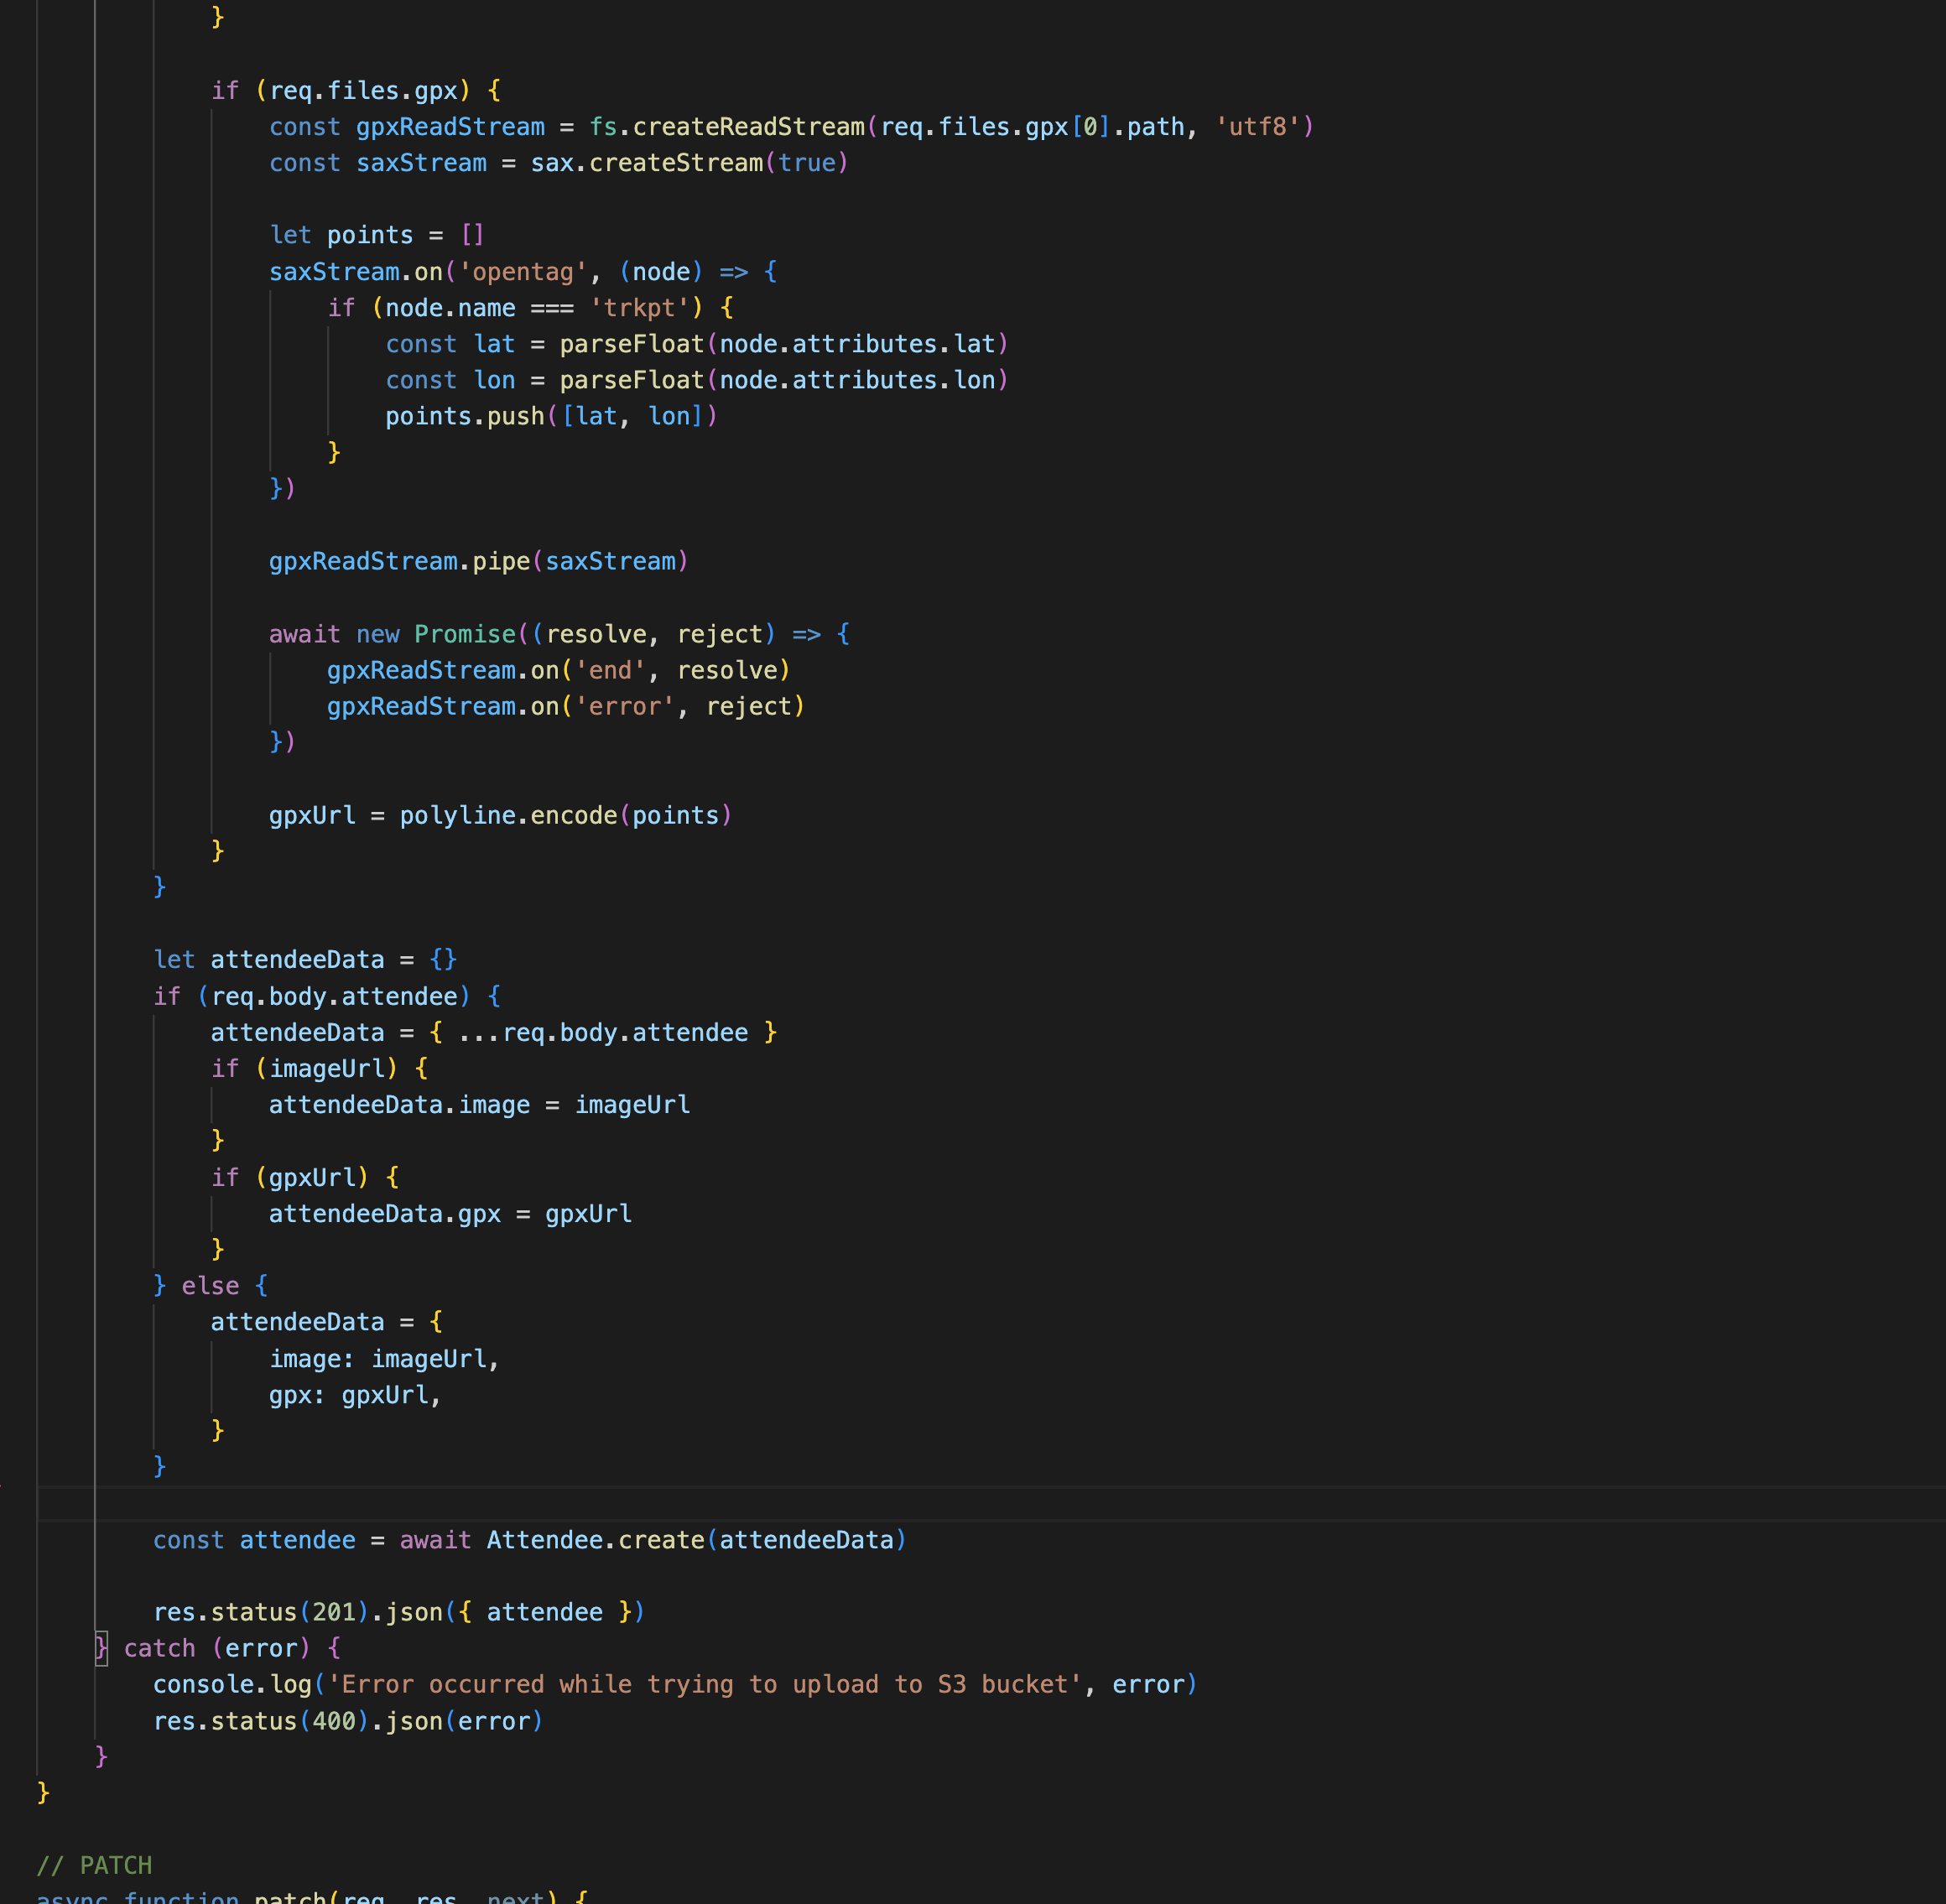 }
if (req.files.gpx) {
const gpxReadStream = fs.createReadStream(req.files.gpx[0].path, 'utf8')
const saxStream = sax.createStream(true)
let points = []
saxStream.on('opentag', (node) => {
if (node.name === 'trkpt') {
const lat = parseFloat(node.attributes.lat)
const lon = parseFloat(node.attributes.lon)
points.push([lat, lon])
}
})
gpxReadStream.pipe(saxStream)
await new Promise((resolve, reject) => {
gpxReadStream.on('end', resolve)
gpxReadStream.on('error', reject)
})
gpxUrl = polyline.encode(points)
}
}
let attendeeData = {}
if (req.body.attendee) {
attendeeData = { ...req.body.attendee }
if (imageUrl) {
attendeeData.image = imageUrl
}
if (gpxUrl) {
attendeeData.gpx = gpxUrl
}
} else {
attendeeData = {
image: imageUrl,
gpx: gpxUrl,
}
}
const attendee = await Attendee.create(attendeeData)
res.status(201).json({ attendee })
} catch (error) {
console.log('Error occurred while trying to upload to S3 bucket', error)
res.status(400).json(error)
}
}
// PATCH
async function patch(req, res, next) {